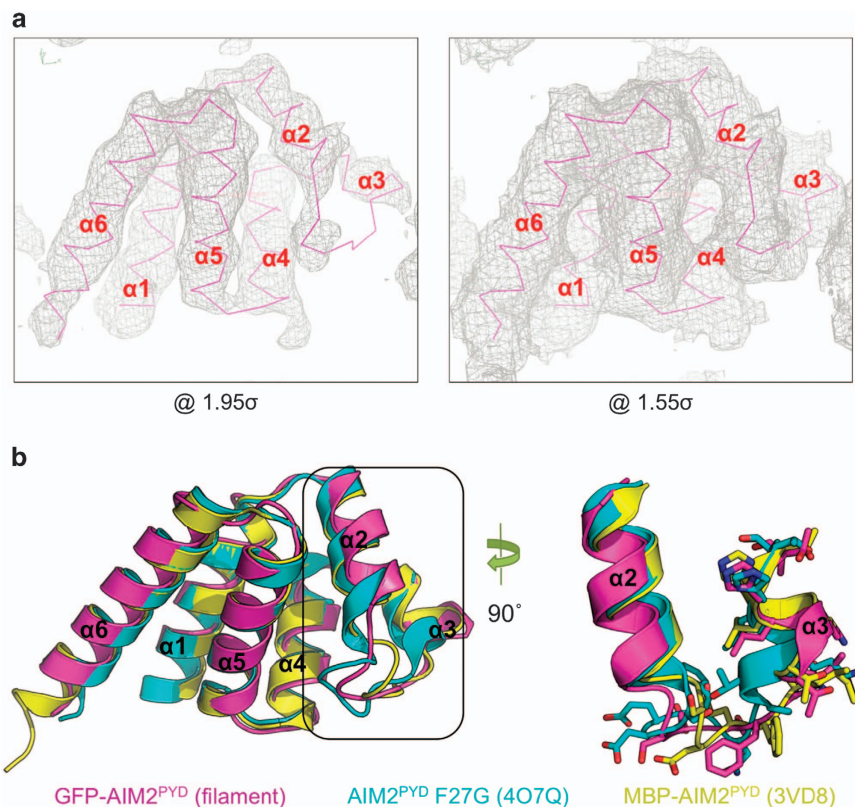 a
α2
α3
α6
α5
α4
α1
@ 1.95σ
α2
α3
α6
α5
α4
α1
@ 1.55σ
b
α2
α6
α1
α5
α4
α3
90°
α2
α3
GFP-AIM2PYD (filament)
AIM2PYD F27G (4O7Q)
MBP-AIM2PYD (3VD8)